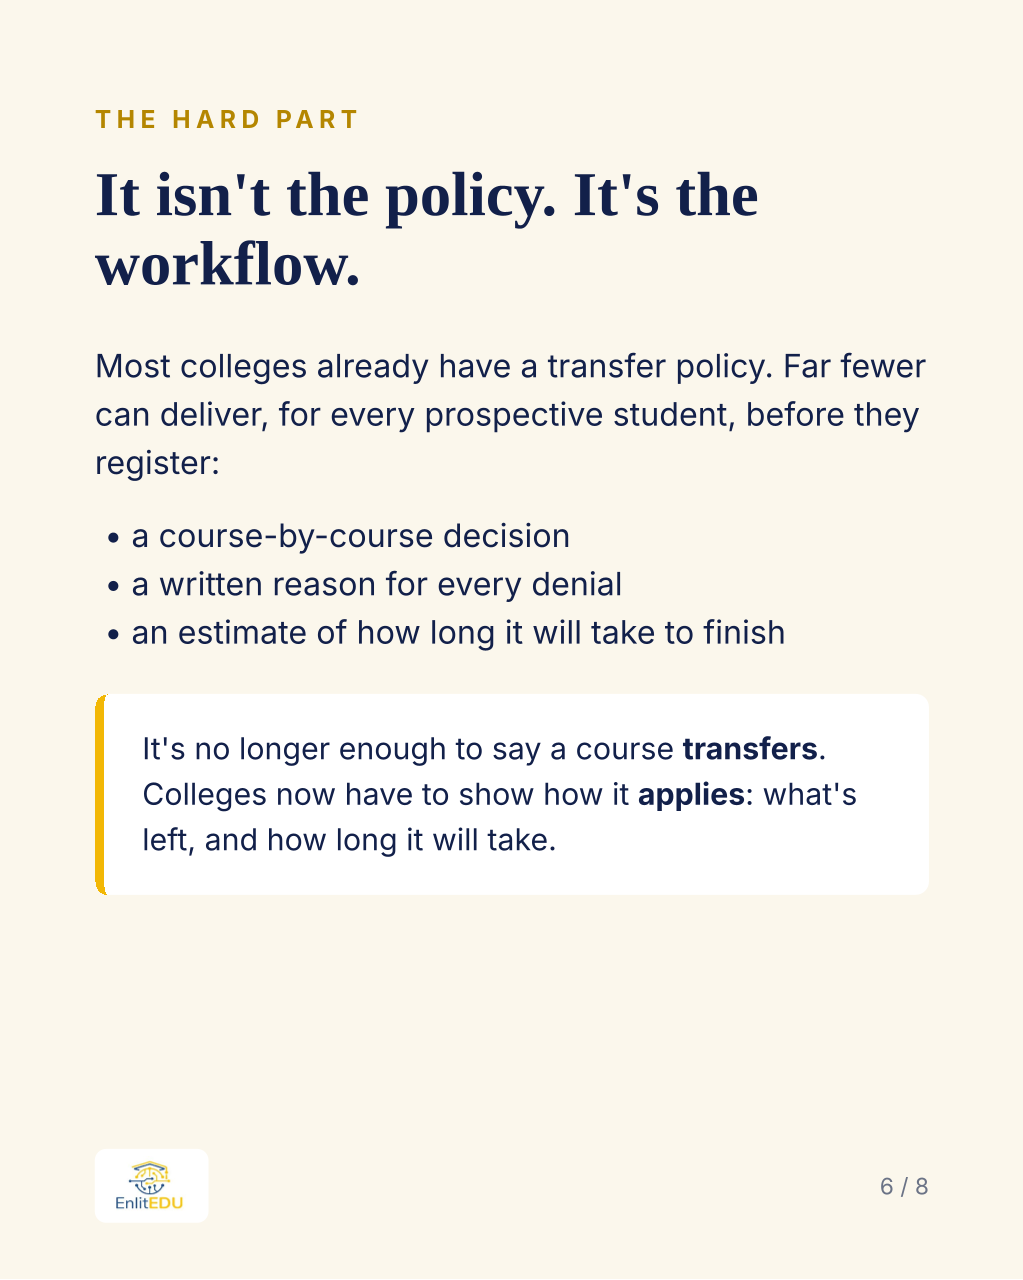 THE HARD PART
It isn't the policy. It's the
workflow.
Most colleges already have a transfer policy. Far fewer
can deliver, for every prospective student, before they
register:
• a course-by-course decision
• a written reason for every denial
• an estimate of how long it will take to finish
It's no longer enough to say a course transfers.
Colleges now have to show how it applies: what's
left, and how long it will take.
EnlitEDU
6 / 8